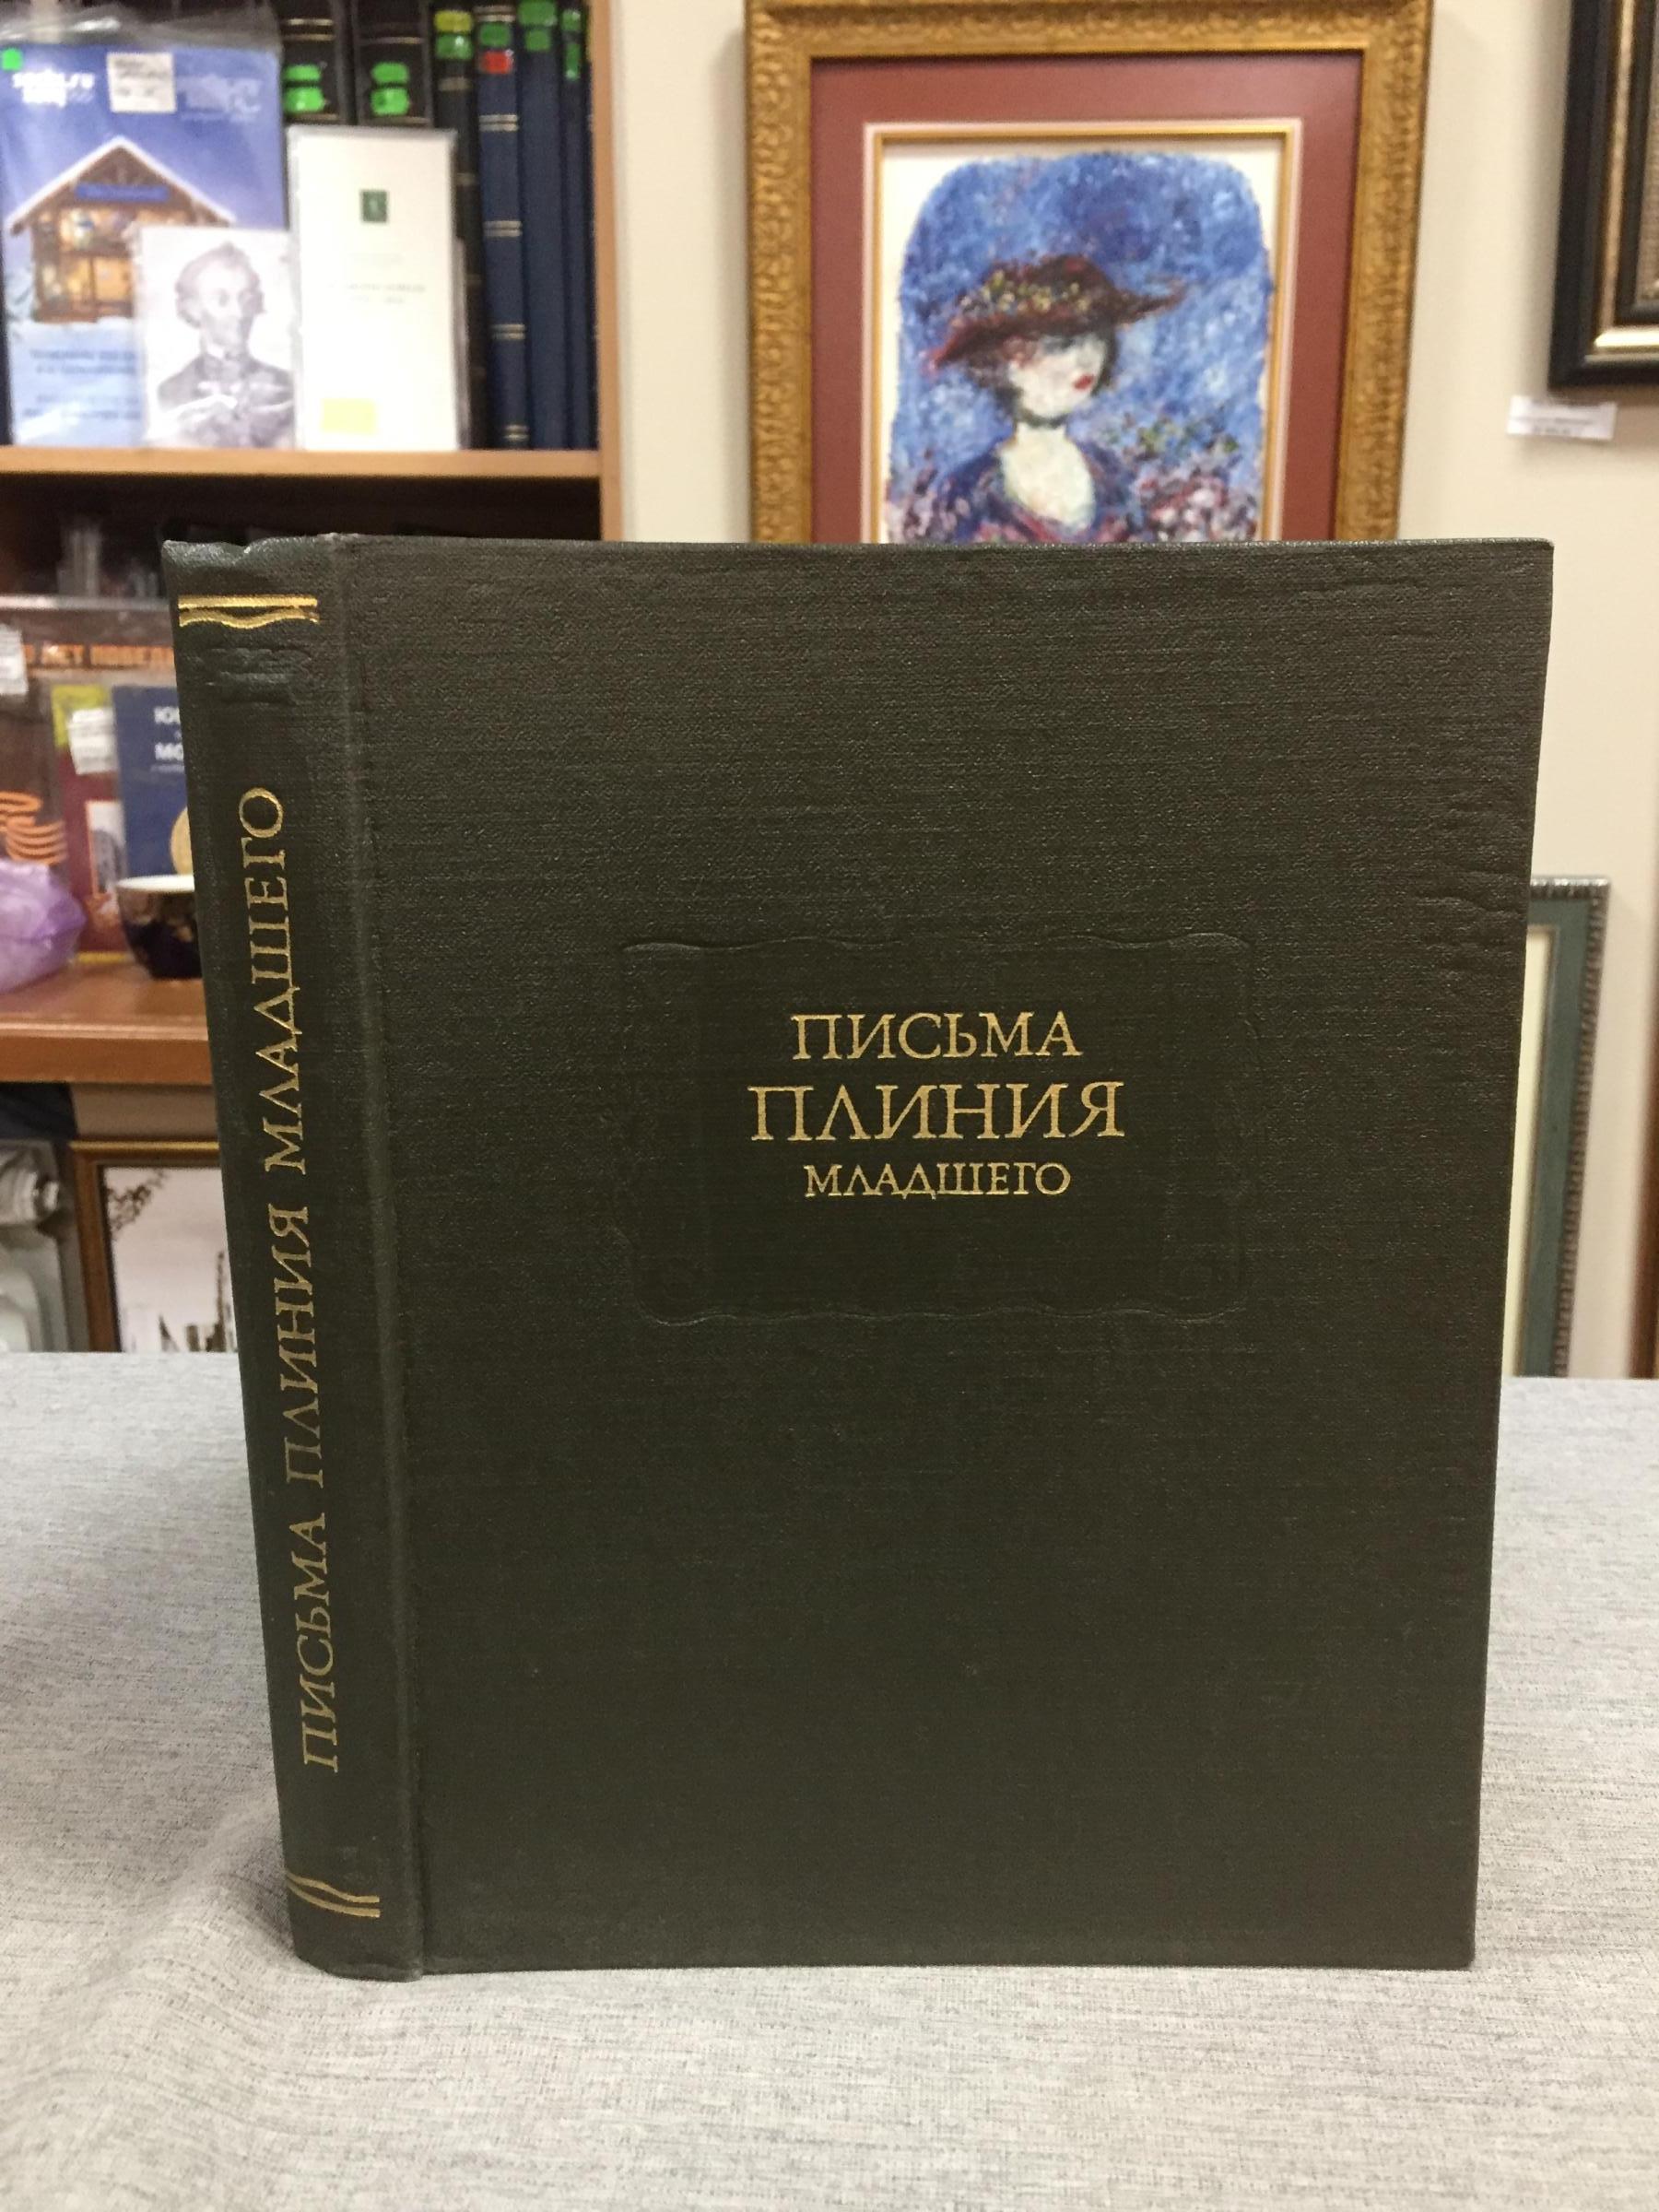 ПИСЬМА ПЛИНИЯ МЛАДШЕГО
ПИСЬМА
ПЛИНИЯ
МЛАДШЕГО